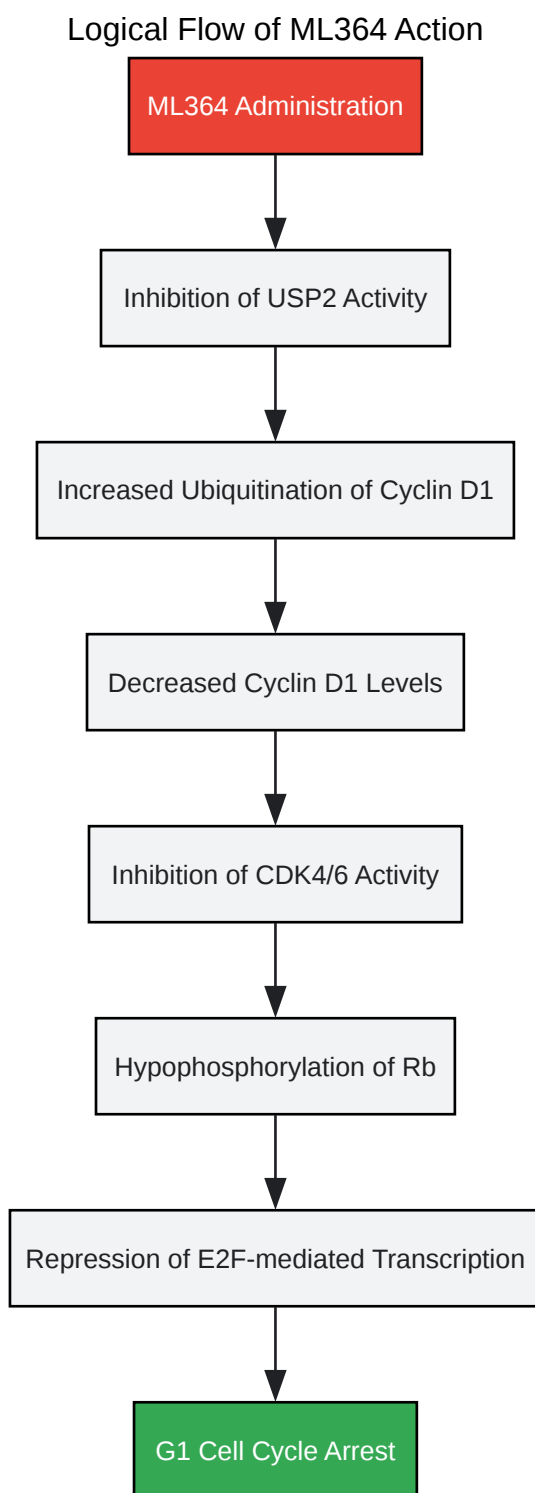 Logical Flow of ML364 Action
ML364 Administration
Inhibition of USP2 Activity
Increased Ubiquitination of Cyclin D1
Decreased Cyclin D1 Levels
Inhibition of CDK4/6 Activity
Hypophosphorylation of Rb
Repression of E2F-mediated Transcription
G1 Cell Cycle Arrest